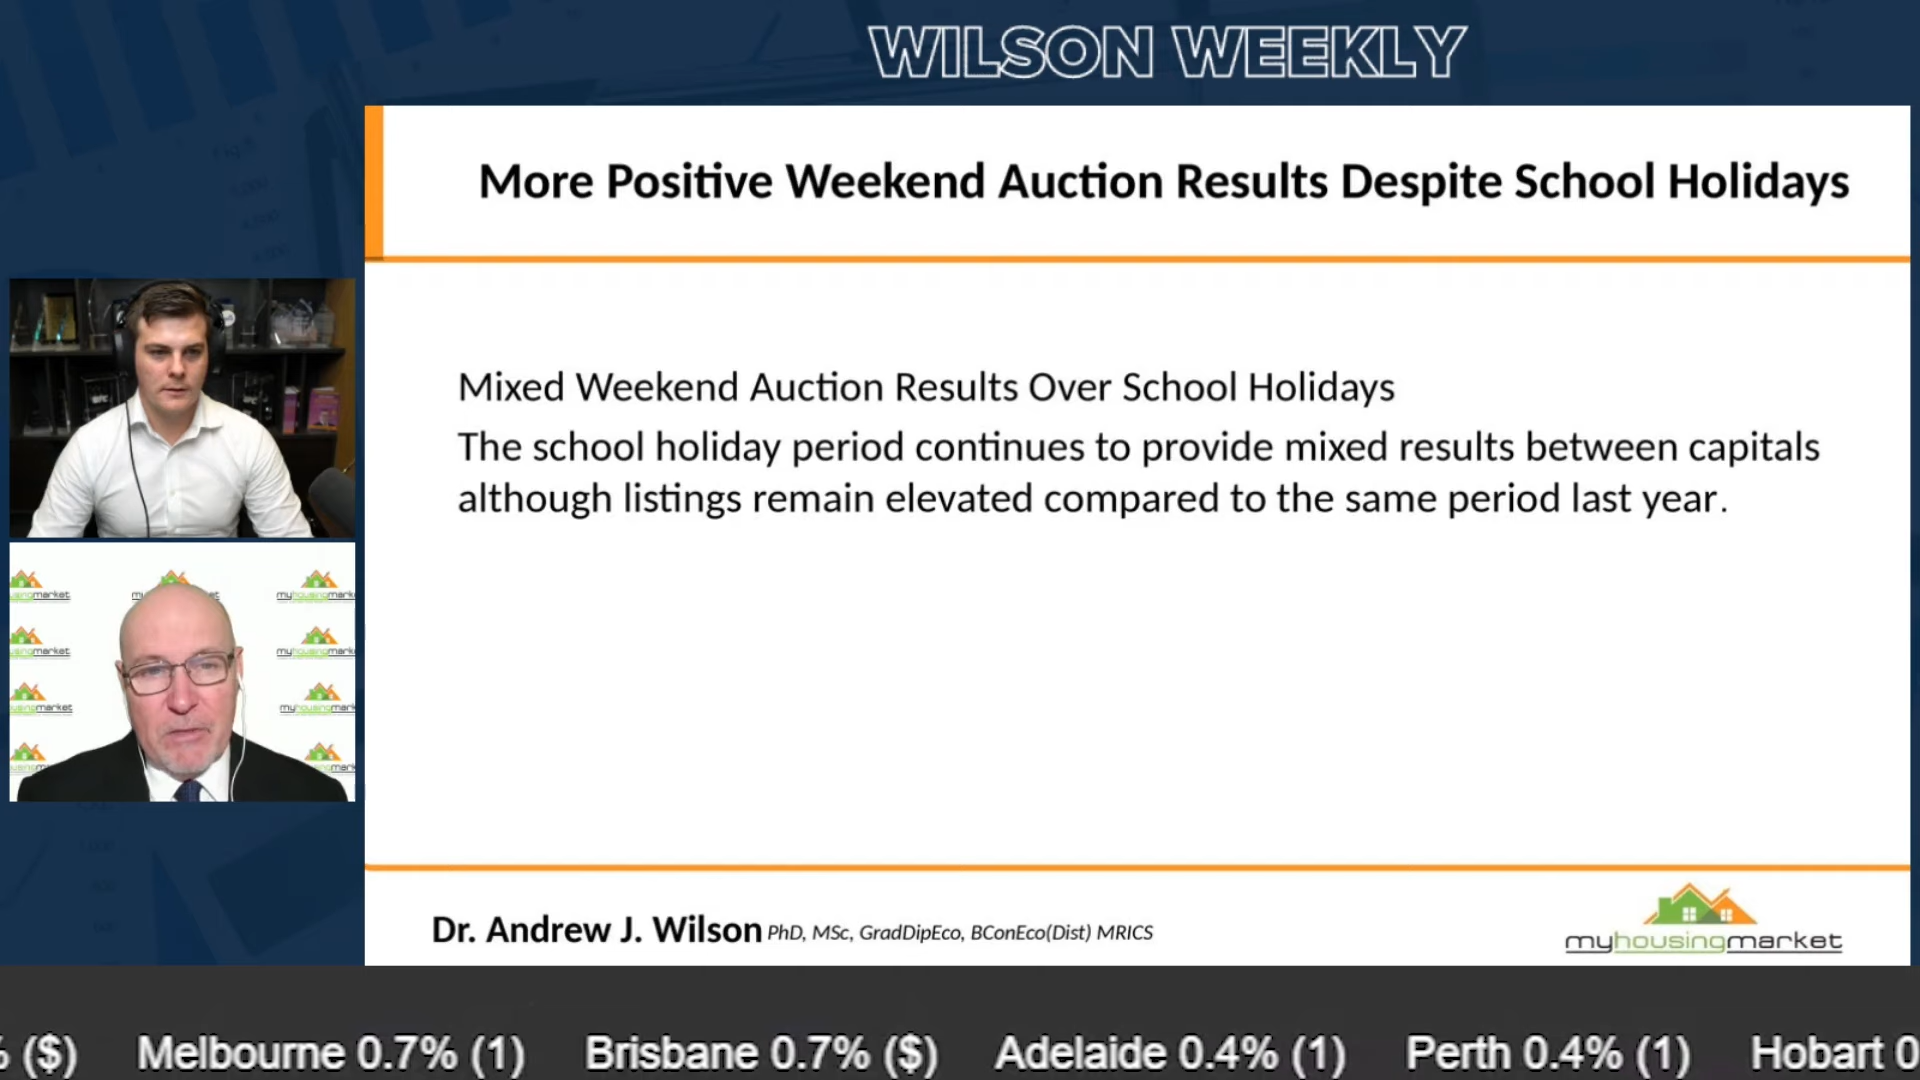 WILSON WEEKLY
More Positive Weekend Auction Results Despite School Holidays
Mixed Weekend Auction Results Over School Holidays
The school holiday period continues to provide mixed results between capitals
although listings remain elevated compared to the same period last year.
Dr. Andrew J. Wilson PhD, MSc, GradDipEco, BConEco(Dist) MRICS
myhousingmarket
% ($) Melbourne 0.7% (1) Brisbane 0.7% ($) Adelaide 0.4% (1) Perth 0.4% (1) Hobart 0